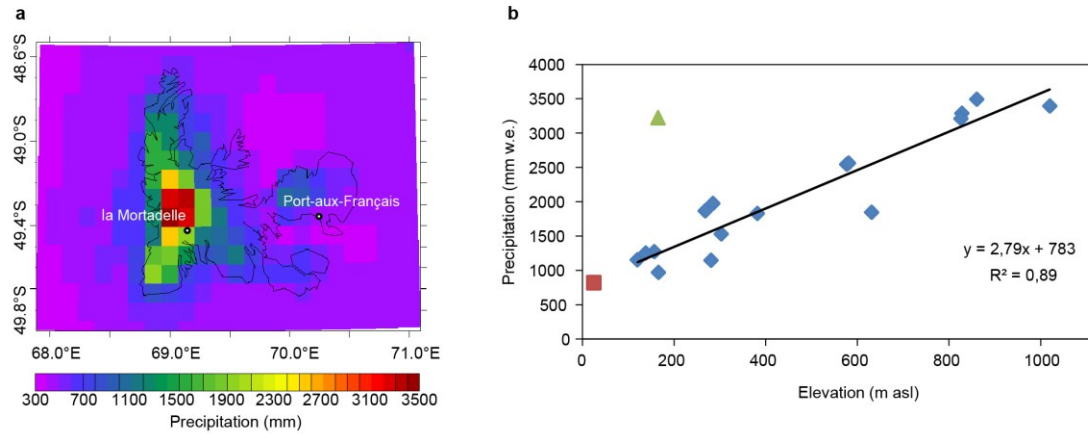 a
48.6°S
49.0°S
49.4°S
49.8°S
la Mortadelle
Port-aux-Français
68.0°E 69.0°E 70.0°E 71.0°E
300 700 1100 1500 1900 2300 2700 3100 3500
Precipitation (mm)
b
Precipitation (mm w.e.)
4000
3500
3000
2500
2000
1500
1000
500
0
y = 2,79x + 783
R² = 0,89
0 200 400 600 800 1000
Elevation (m asl)